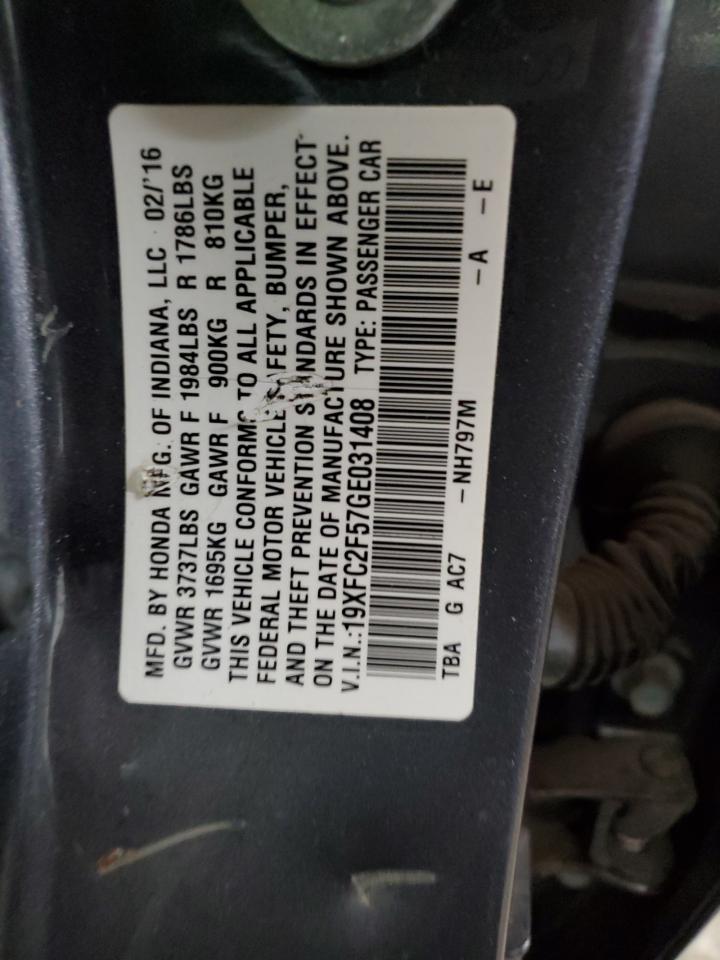 MFD. BY HONDA MFG. OF INDIANA, LLC 02/'16
GVWR 3737LBS GAWR F 1984LBS R 1786LBS
GVWR 1695KG GAWR F 900KG R 810KG
THIS VEHICLE CONFORMS TO ALL APPLICABLE
FEDERAL MOTOR VEHICLE SAFETY, BUMPER,
AND THEFT PREVENTION STANDARDS IN EFFECT
ON THE DATE OF MANUFACTURE SHOWN ABOVE.
V.I.N.:19XFC2F57GE031408 TYPE: PASSENGER CAR
TBA G AC7 -NH797M -A -E